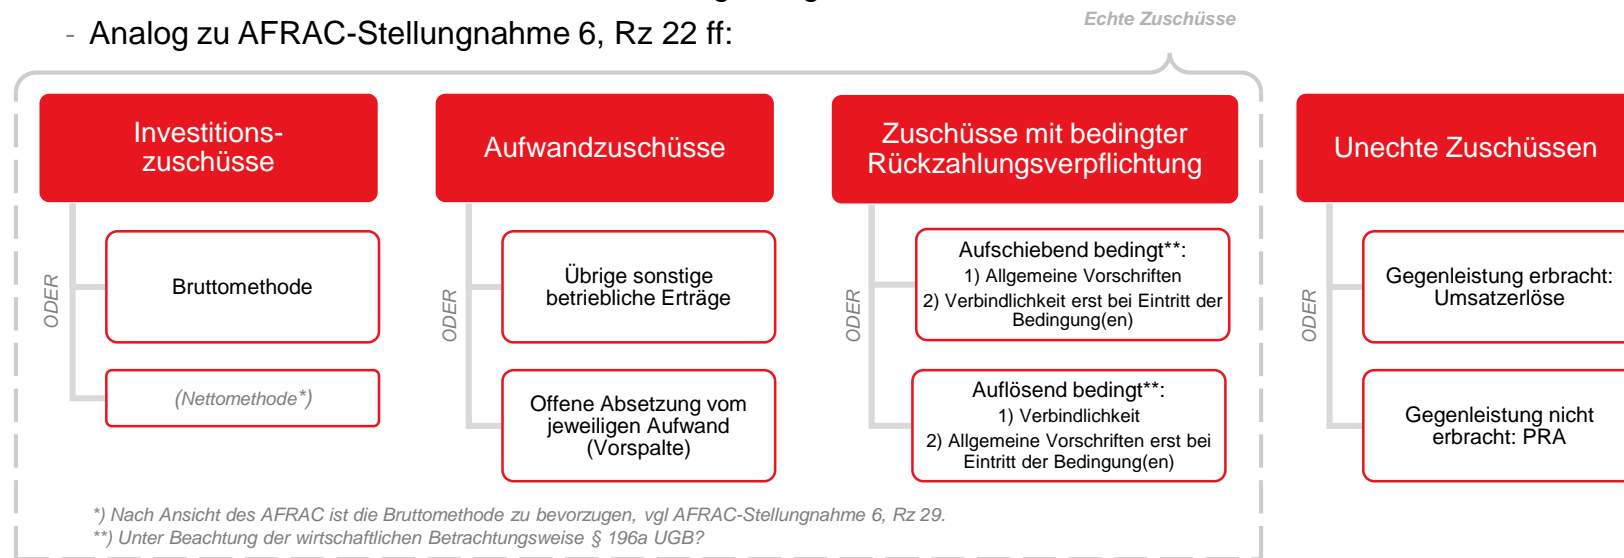 - Analog zu AFRAC-Stellungnahme 6, Rz 22 ff:
Echte Zuschüsse
Investitions-
zuschüsse
ODER
Bruttomethode
(Nettomethode*)
Aufwandzuschüsse
ODER
Übrige sonstige
betriebliche Erträge
Offene Absetzung vom
jeweiligen Aufwand
(Vorspalte)
Zuschüsse mit bedingter
Rückzahlungsverpflichtung
ODER
Aufschiebend bedingt**:
1) Allgemeine Vorschriften
2) Verbindlichkeit erst bei Eintritt der
Bedingung(en)
Auflösend bedingt**:
1) Verbindlichkeit
2) Allgemeine Vorschriften erst bei
Eintritt der Bedingung(en)
Unechte Zuschüssen
ODER
Gegenleistung erbracht:
Umsatzerlöse
Gegenleistung nicht
erbracht: PRA
*) Nach Ansicht des AFRAC ist die Bruttomethode zu bevorzugen, vgl AFRAC-Stellungnahme 6, Rz 29.
**) Unter Beachtung der wirtschaftlichen Betrachtungsweise § 196a UGB?